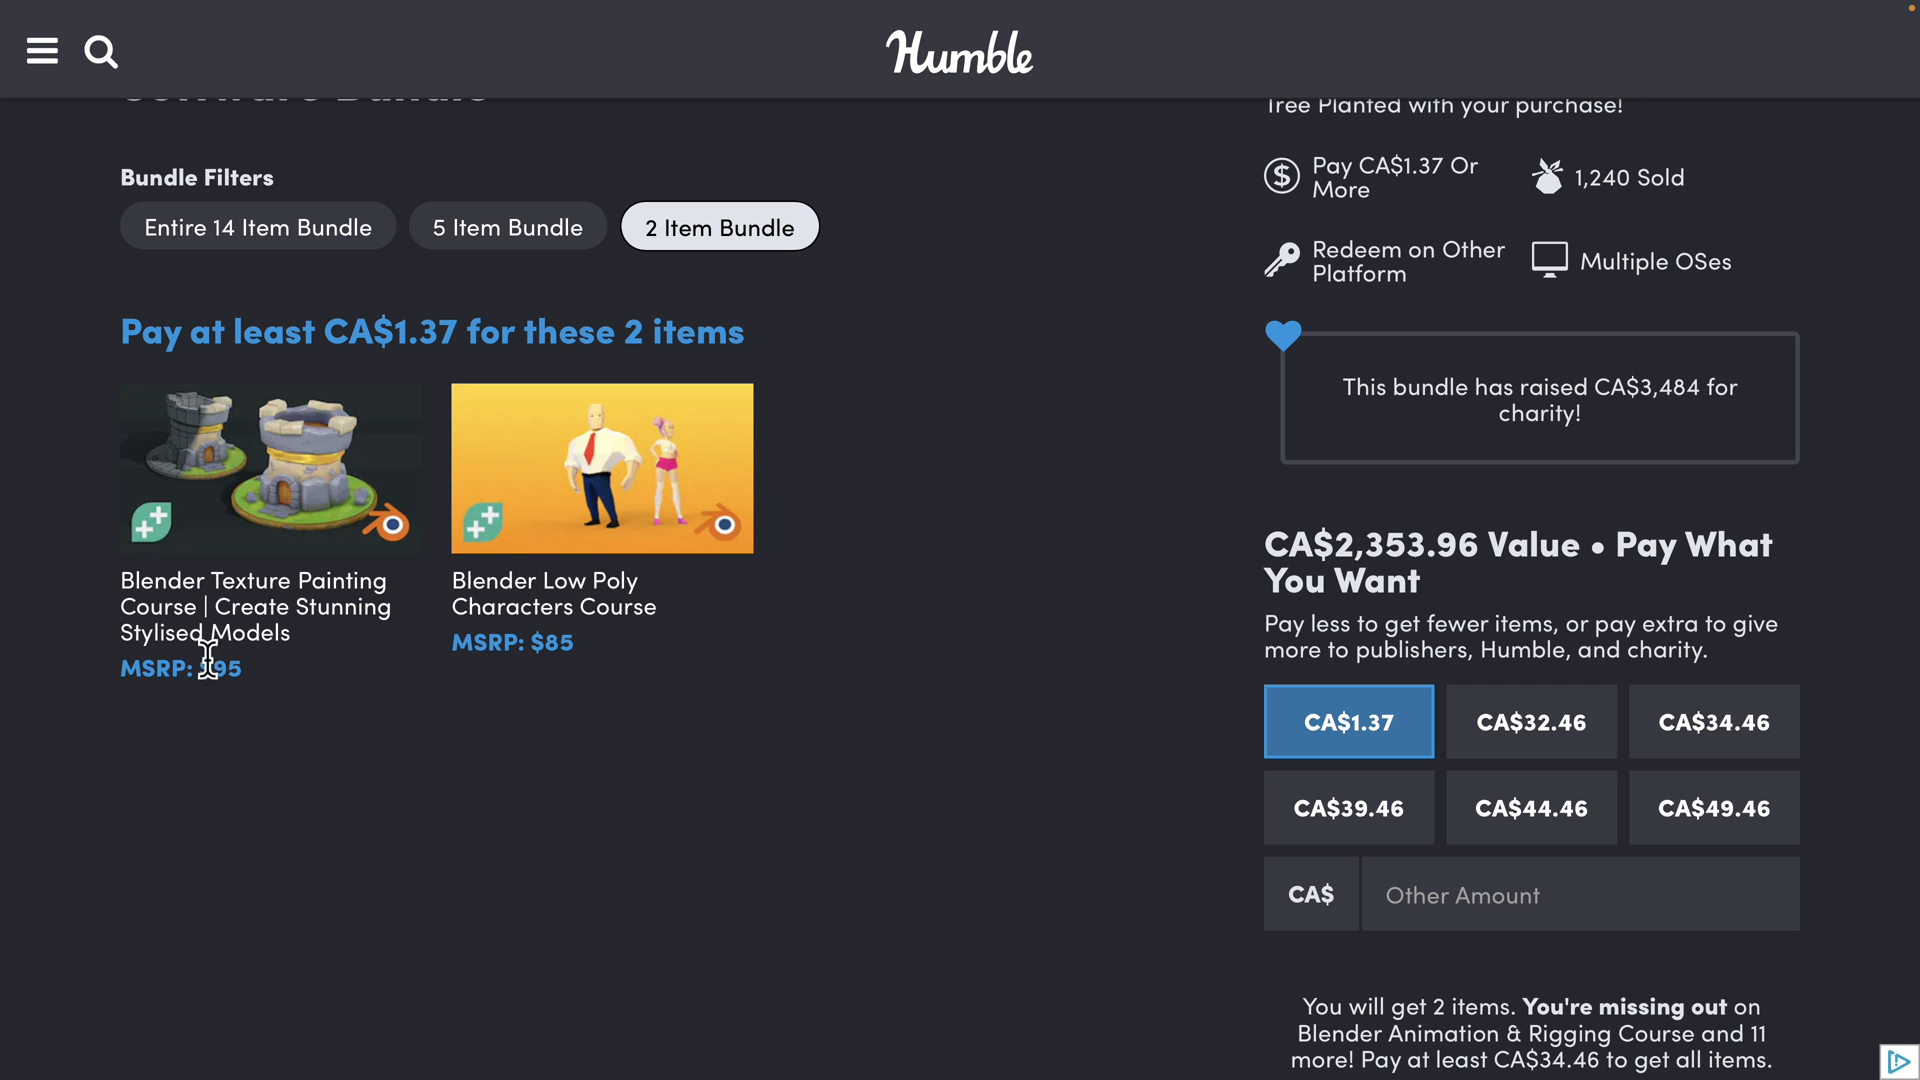 Humble
Software Bundle
Bundle Filters
Entire 14 Item Bundle
5 Item Bundle
2 Item Bundle
Pay at least CA$1.37 for these 2 items
Blender Texture Painting
Course | Create Stunning
Stylised Models
MSRP: $95
Blender Low Poly
Characters Course
MSRP: $85
Tree Planted with your purchase!
Pay CA$1.37 Or
More
1,240 Sold
Redeem on Other
Platform
Multiple OSes
This bundle has raised CA$3,484 for
charity!
CA$2,353.96 Value • Pay What
You Want
Pay less to get fewer items, or pay extra to give
more to publishers, Humble, and charity.
CA$1.37
CA$32.46
CA$34.46
CA$39.46
CA$44.46
CA$49.46
CA$
Other Amount
You will get 2 items. You're missing out on
Blender Animation & Rigging Course and 11
more! Pay at least CA$34.46 to get all items.